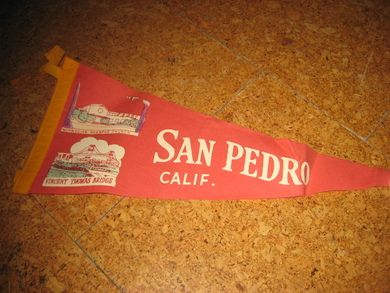 SAN PEDRO
CALIF.
VINCENT THOMAS BRIDGE